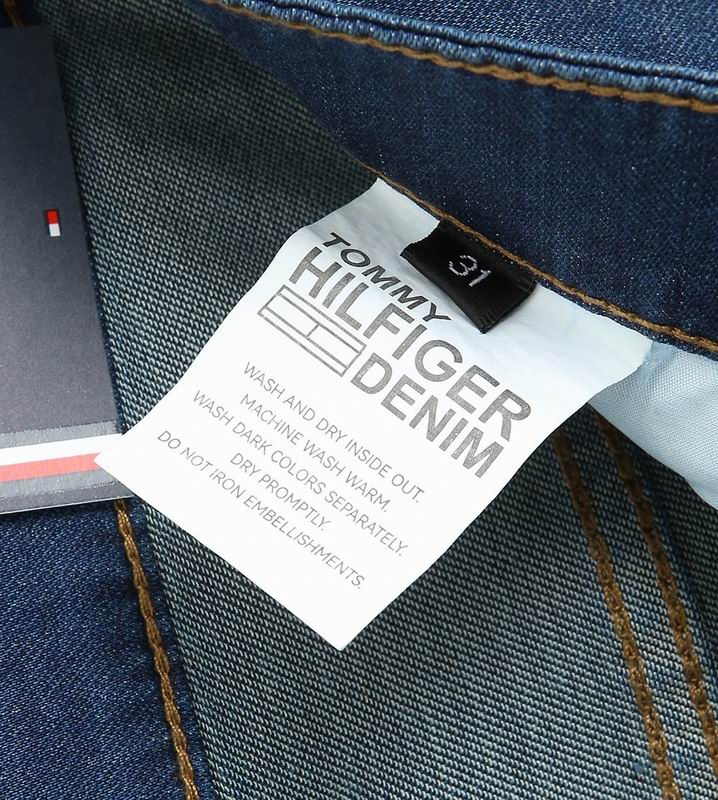 31
TOMMY
HILFIGER
DENIM
WASH AND DRY INSIDE OUT.
MACHINE WASH WARM.
WASH DARK COLORS SEPARATELY.
DRY PROMPTLY.
DO NOT IRON EMBELLISHMENTS.